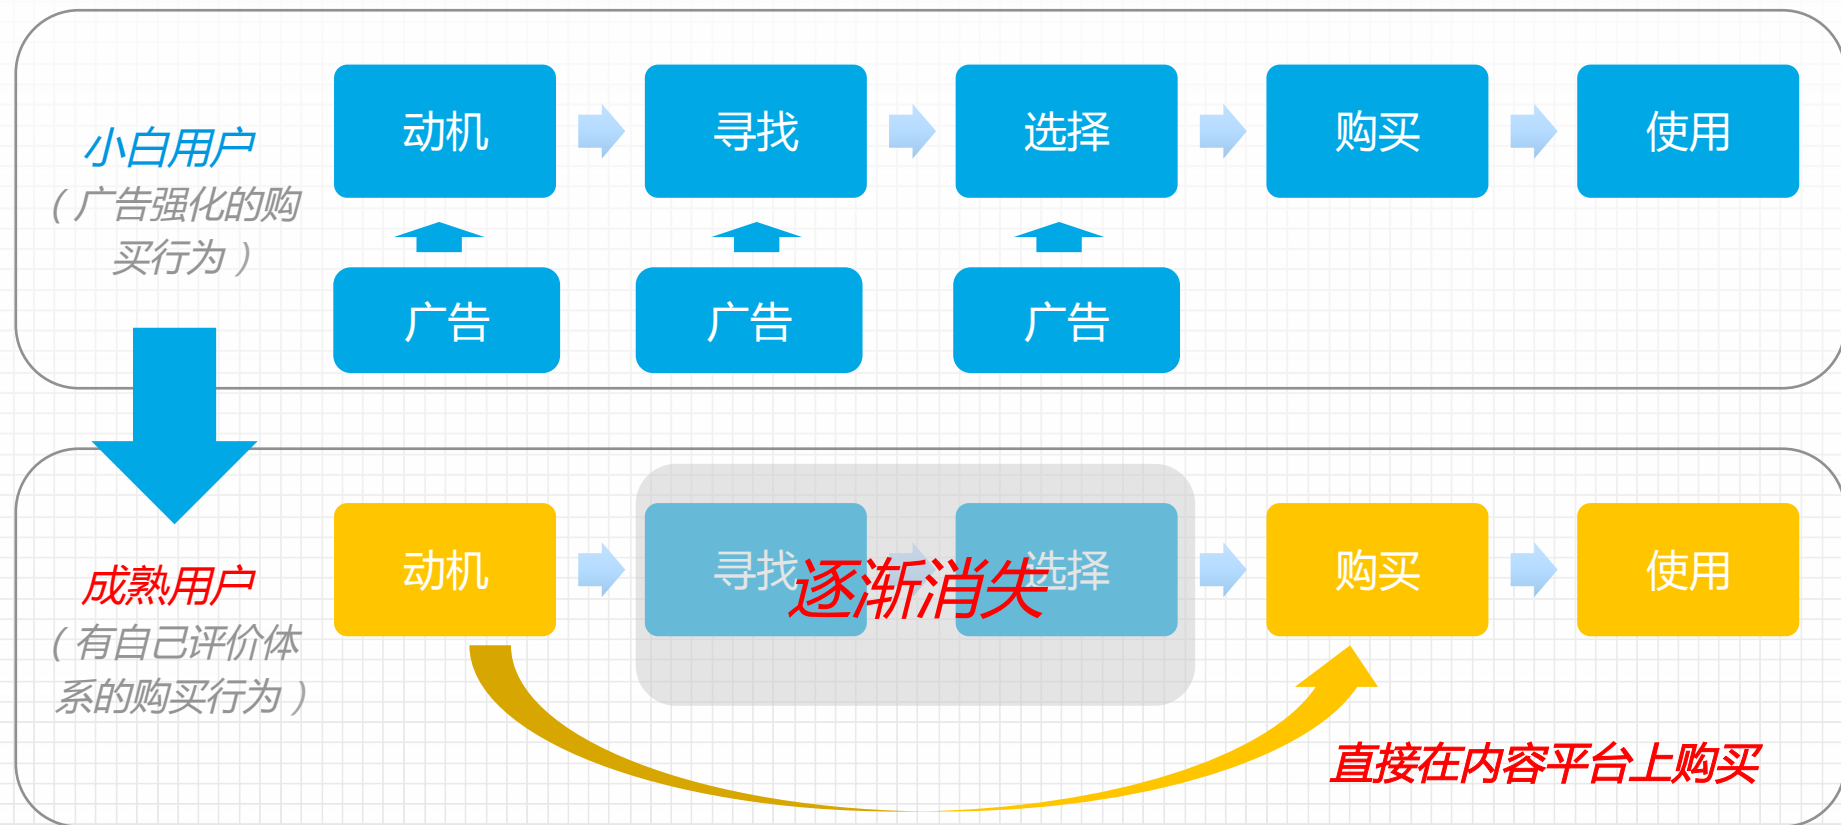 小白用户
（广告强化的购
买行为）
动机
寻找
选择
购买
使用
广告
广告
广告
成熟用户
（有自己评价体
系的购买行为）
动机
寻找
逐渐消失
选择
购买
使用
直接在内容平台上购买